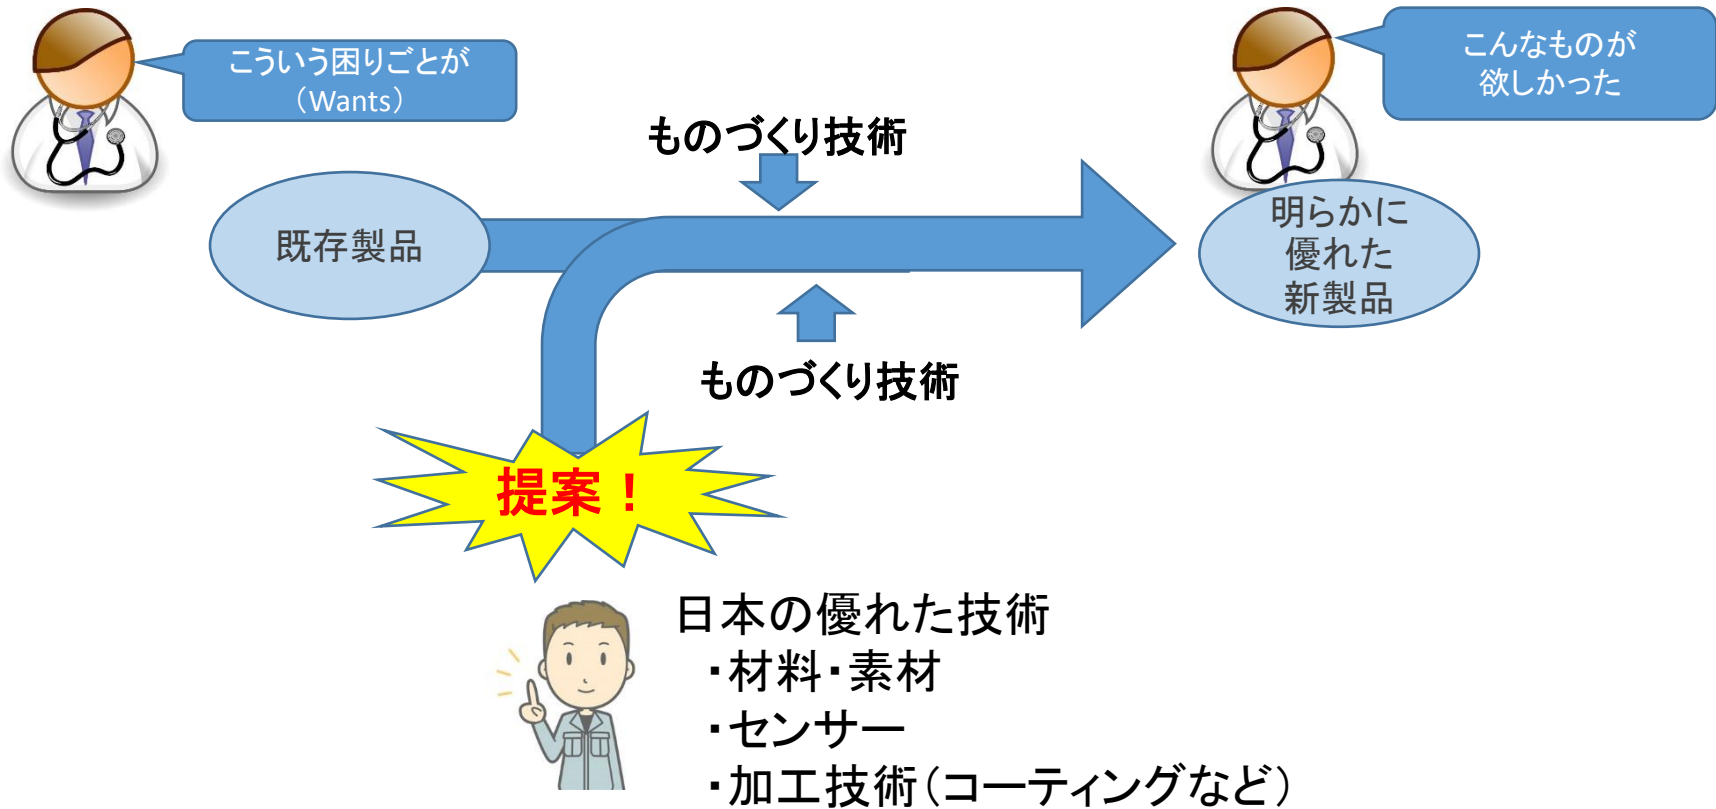 こういう困りごとが
（Wants）
こんなものが
欲しかった
ものづくり技術
既存製品
明らかに
優れた
新製品
ものづくり技術
提案！
日本の優れた技術
・材料・素材
・センサー
・加工技術（コーティングなど）